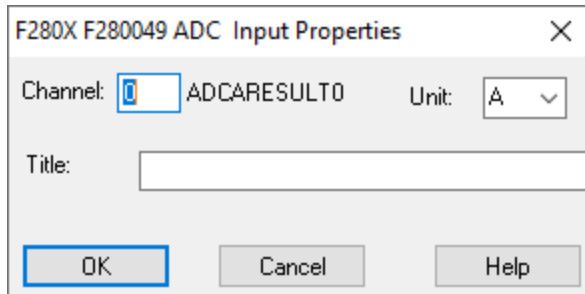 F280X F280049 ADC  Input Properties
Channel: 0 ADCARESULT0 Unit: A
Title:
OK Cancel Help